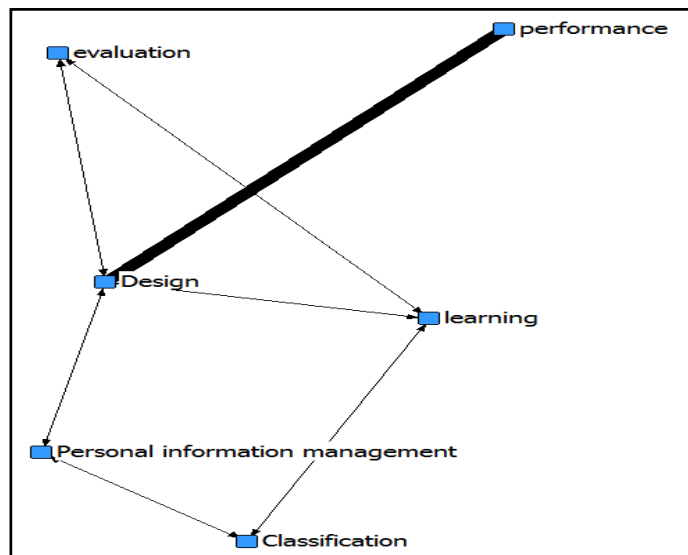 performance
evaluation
Design
learning
Personal information management
Classification